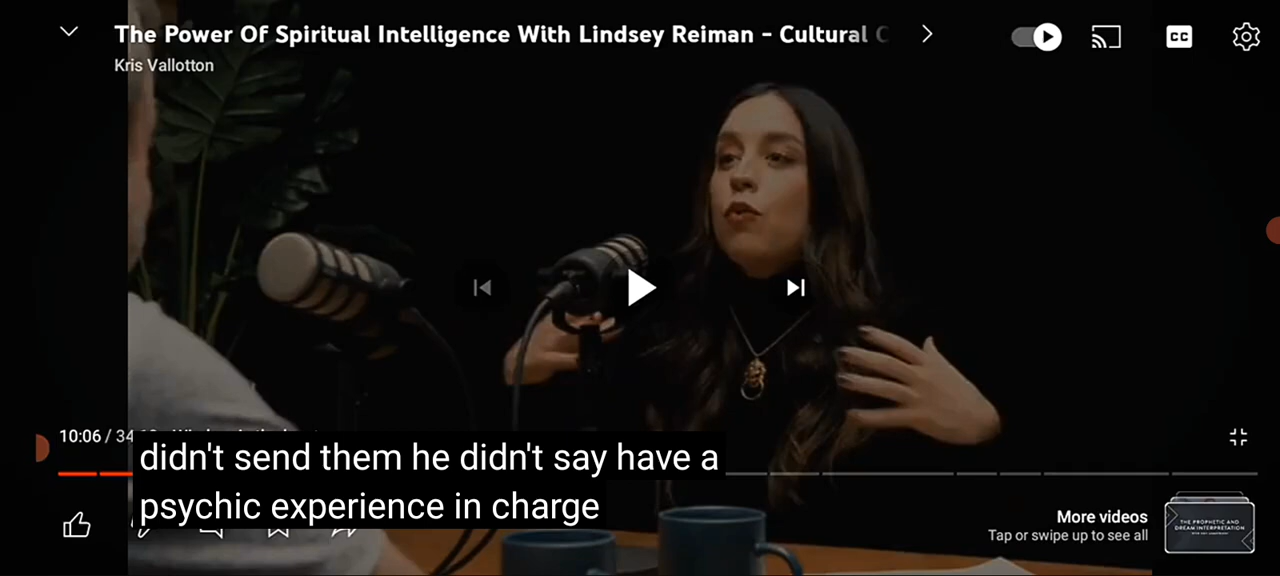 The Power Of Spiritual Intelligence With Lindsey Reiman - Cultural C
Kris Vallotton
CC
10:06 / 34
didn't send them he didn't say have a
psychic experience in charge
More videos
Tap or swipe up to see all
THE PROPHETIC AND
DREAM INTERPRETATION